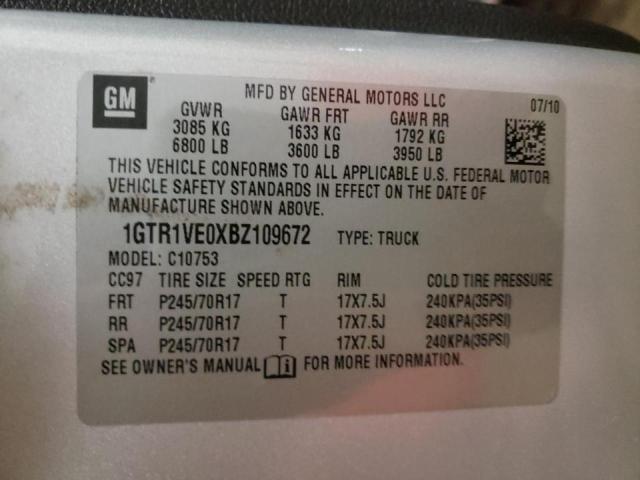 GM
MFD BY GENERAL MOTORS LLC 07/10
GVWR GAWR FRT GAWR RR
3085 KG 1633 KG 1792 KG
6800 LB 3600 LB 3950 LB
THIS VEHICLE CONFORMS TO ALL APPLICABLE U.S. FEDERAL MOTOR
VEHICLE SAFETY STANDARDS IN EFFECT ON THE DATE OF
MANUFACTURE SHOWN ABOVE.
1GTR1VE0XBZ109672 TYPE: TRUCK
MODEL: C10753
CC97 TIRE SIZE SPEED RTG RIM COLD TIRE PRESSURE
FRT P245/70R17 T 17X7.5J 240KPA(35PSI)
RR P245/70R17 T 17X7.5J 240KPA(35PSI)
SPA P245/70R17 T 17X7.5J 240KPA(35PSI)
SEE OWNER'S MANUAL i FOR MORE INFORMATION.